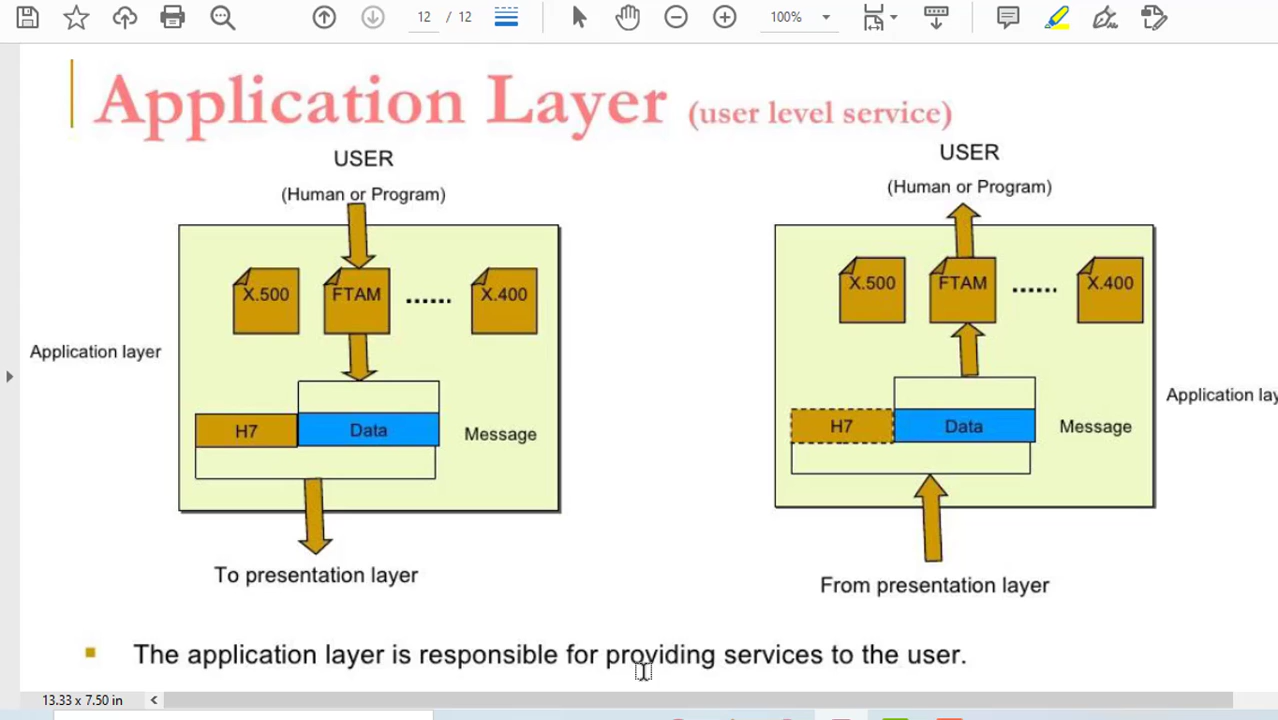 12 / 12
100%
Application Layer (user level service)
USER
(Human or Program)
X.500
FTAM
......
X.400
Application layer
H7
Data
Message
To presentation layer
USER
(Human or Program)
X.500
FTAM
......
X.400
Application lay
H7
Data
Message
From presentation layer
The application layer is responsible for providing services to the user.
13.33 x 7.50 in